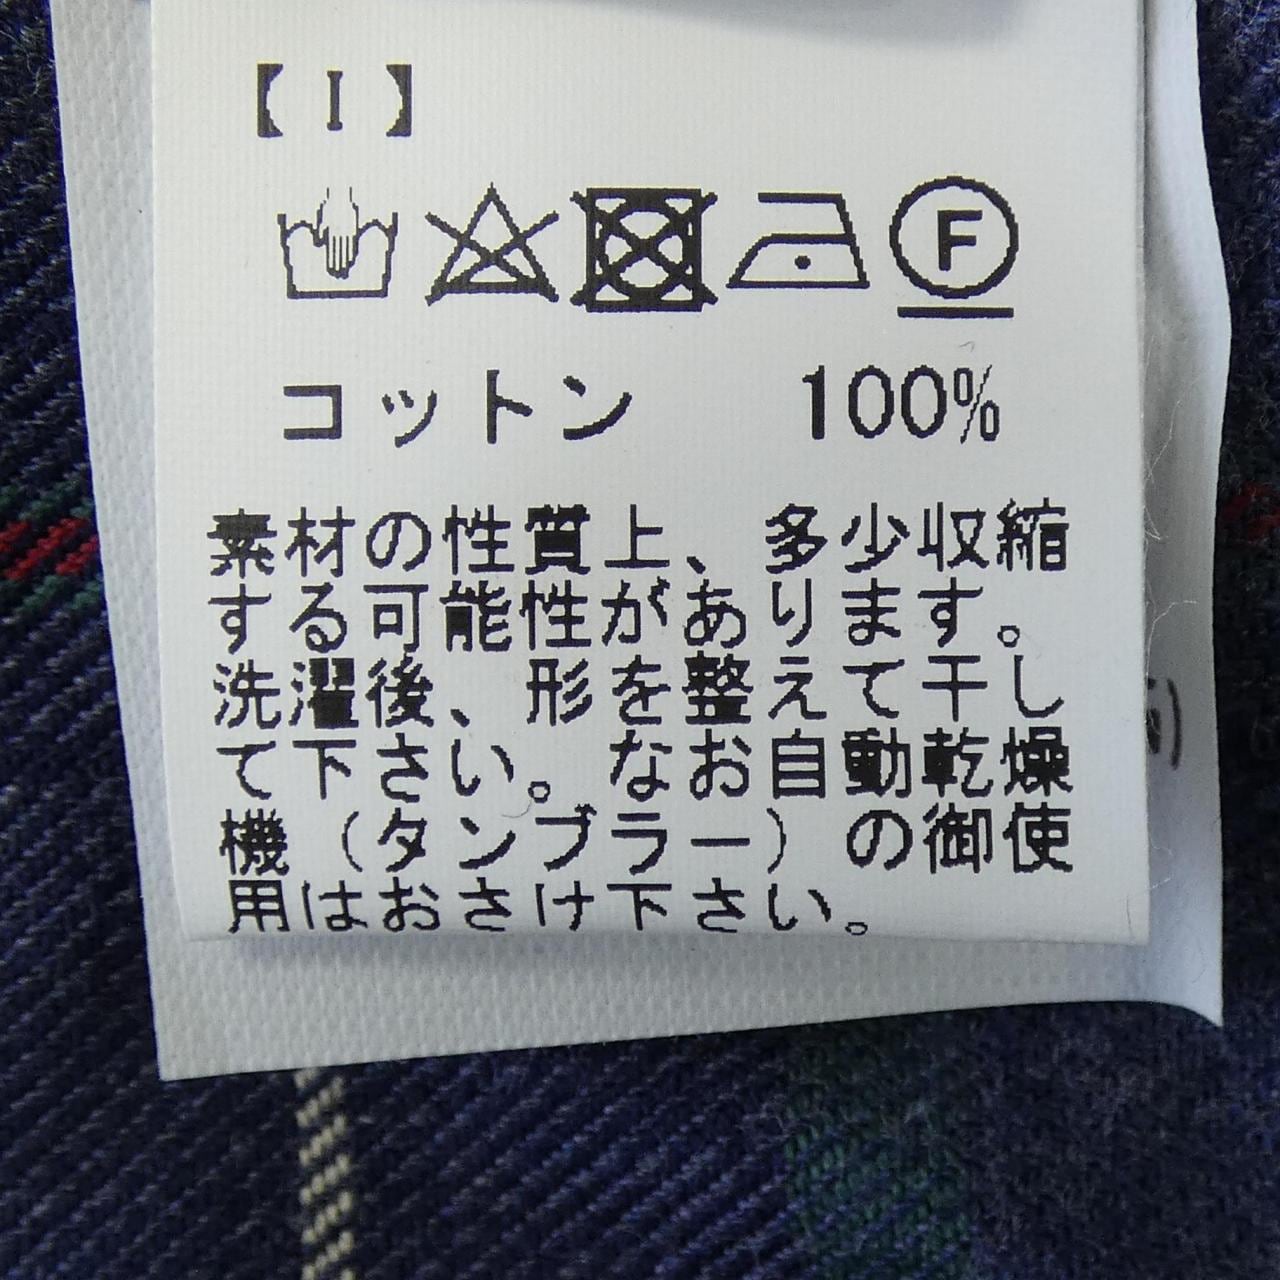 【I】
F
コットン 100%
素材の性質上、多少収縮
する可能性があります。
洗濯後、形を整えて干し
て下さい。なお自動乾燥
機（タンブラー）の御使
用はおさけ下さい。